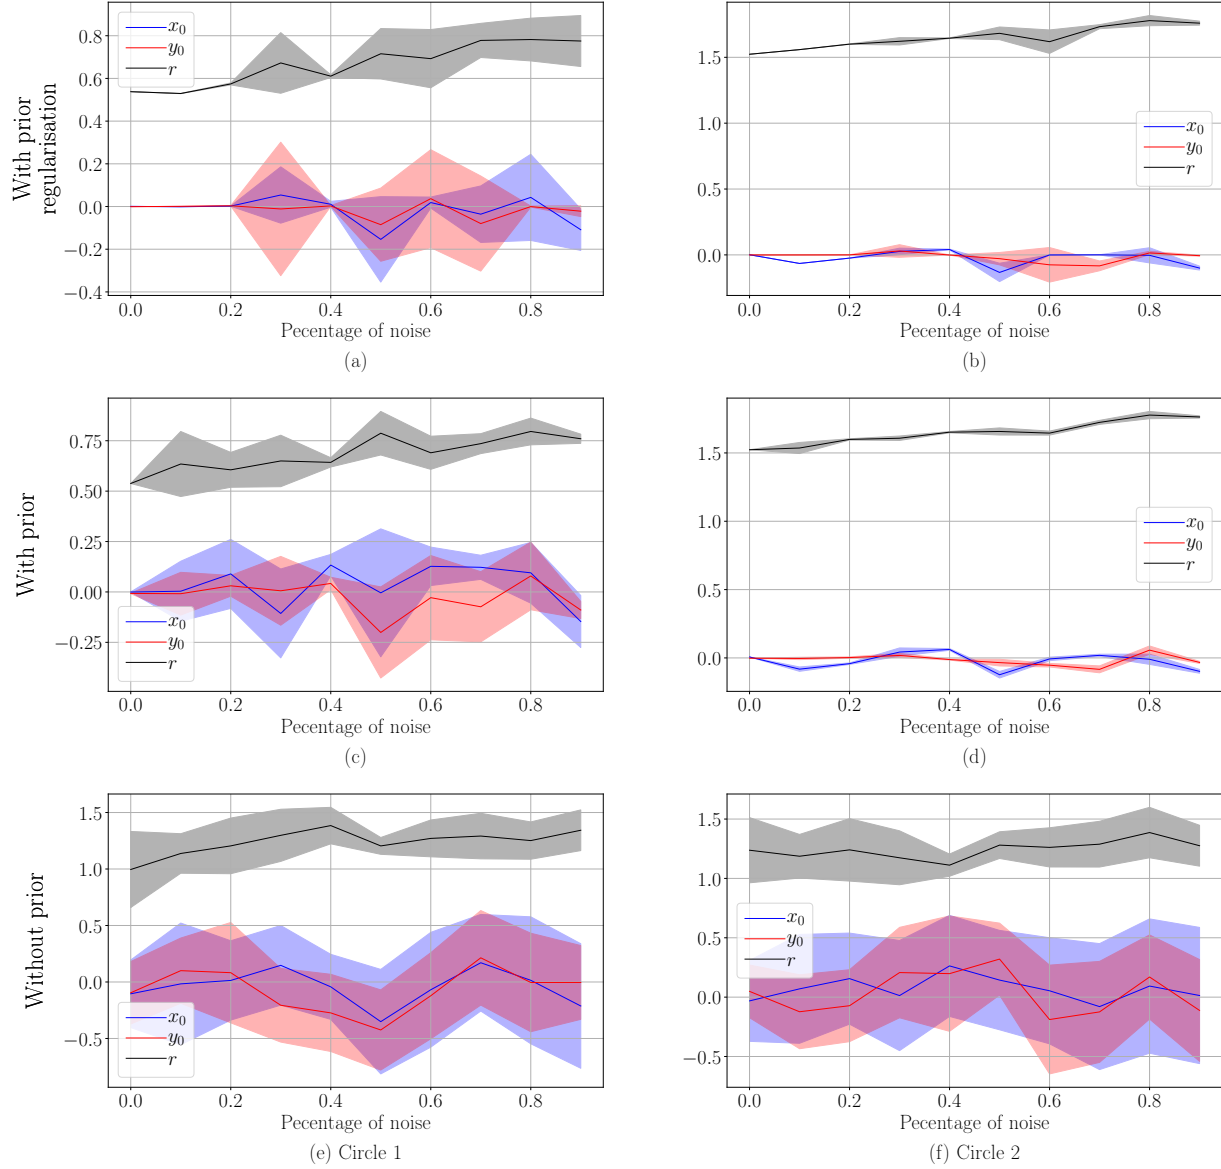 With prior
regularisation
0.8
0.6
0.4
0.2
0.0
−0.2
−0.4
x0
y0
r
0.0 0.2 0.4 0.6 0.8
Pecentage of noise
(a)
1.5
1.0
0.5
0.0
x0
y0
r
0.0 0.2 0.4 0.6 0.8
Pecentage of noise
(b)
With prior
0.75
0.50
0.25
0.00
−0.25
x0
y0
r
0.0 0.2 0.4 0.6 0.8
Pecentage of noise
(c)
1.5
1.0
0.5
0.0
x0
y0
r
0.0 0.2 0.4 0.6 0.8
Pecentage of noise
(d)
Without prior
1.5
1.0
0.5
0.0
−0.5
x0
y0
r
0.0 0.2 0.4 0.6 0.8
Pecentage of noise
(e) Circle 1
1.5
1.0
0.5
0.0
−0.5
x0
y0
r
0.0 0.2 0.4 0.6 0.8
Pecentage of noise
(f) Circle 2